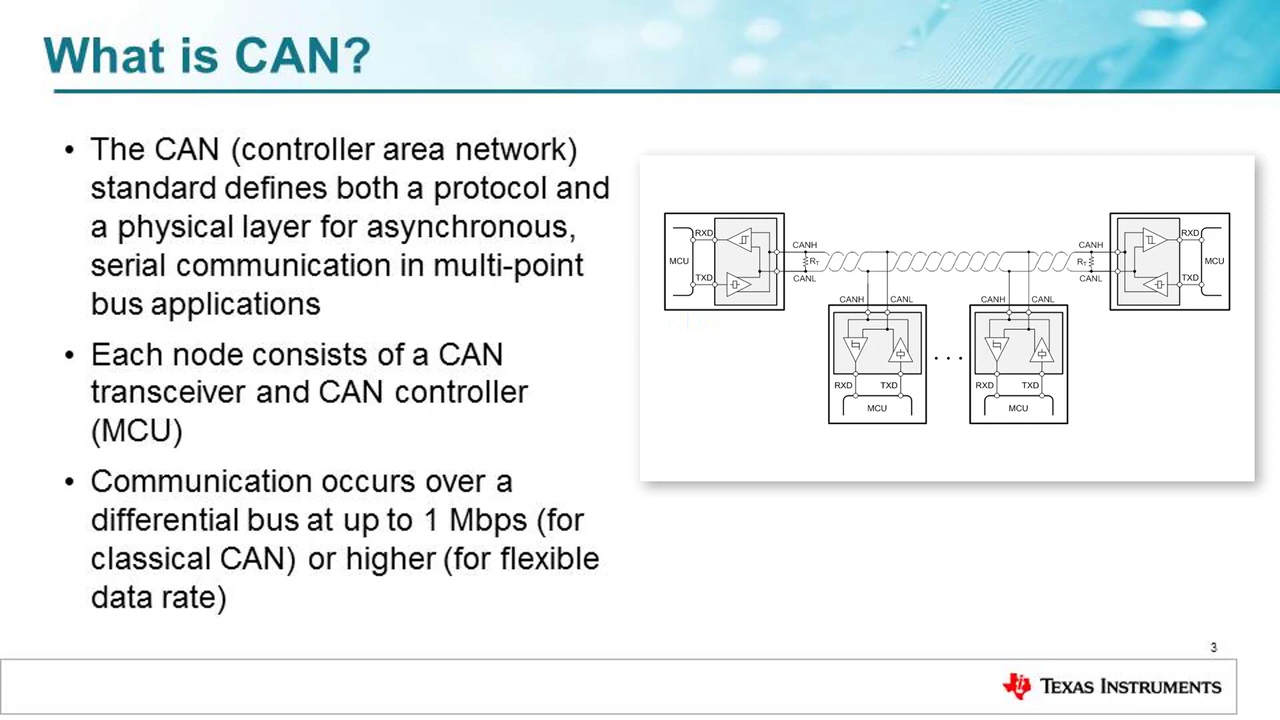 What is CAN?
• The CAN (controller area network)
standard defines both a protocol and
a physical layer for asynchronous,
serial communication in multi-point
bus applications
• Each node consists of a CAN
transceiver and CAN controller
(MCU)
• Communication occurs over a
differential bus at up to 1 Mbps (for
classical CAN) or higher (for flexible
data rate)
RXD
MCU
TXD
CANH
RT
CANL
CANH
RT
CANL
RXD
MCU
TXD
CANH CANL
RXD TXD
MCU
. . .
CANH CANL
RXD TXD
MCU
3
TEXAS INSTRUMENTS